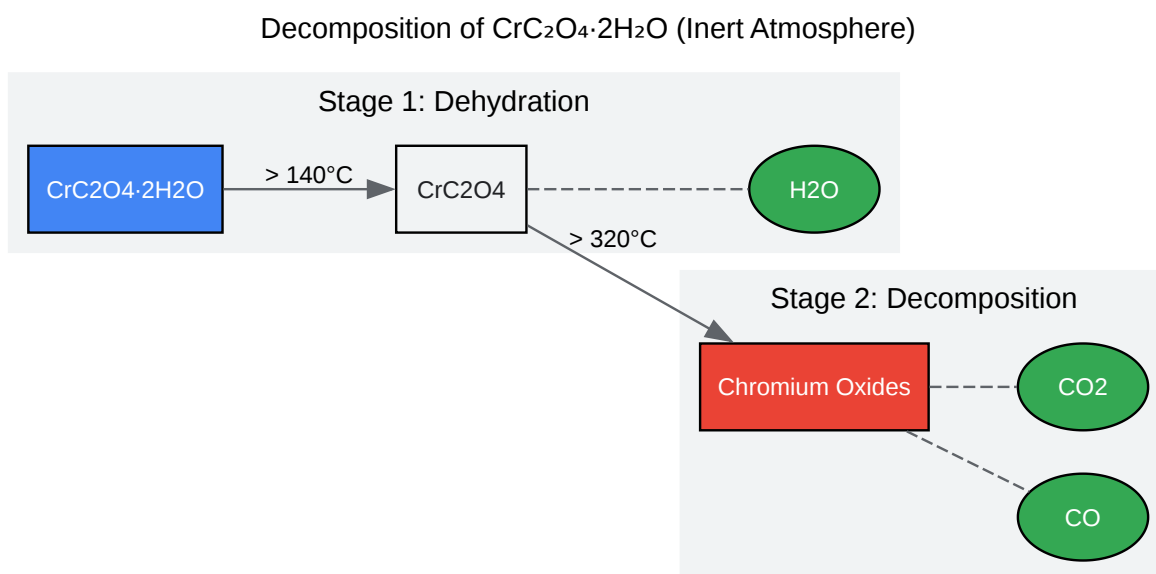 Decomposition of CrC₂O₄·2H₂O (Inert Atmosphere)
Stage 1: Dehydration
CrC2O4·2H2O
> 140°C
CrC2O4
H2O
> 320°C
Stage 2: Decomposition
Chromium Oxides
CO2
CO